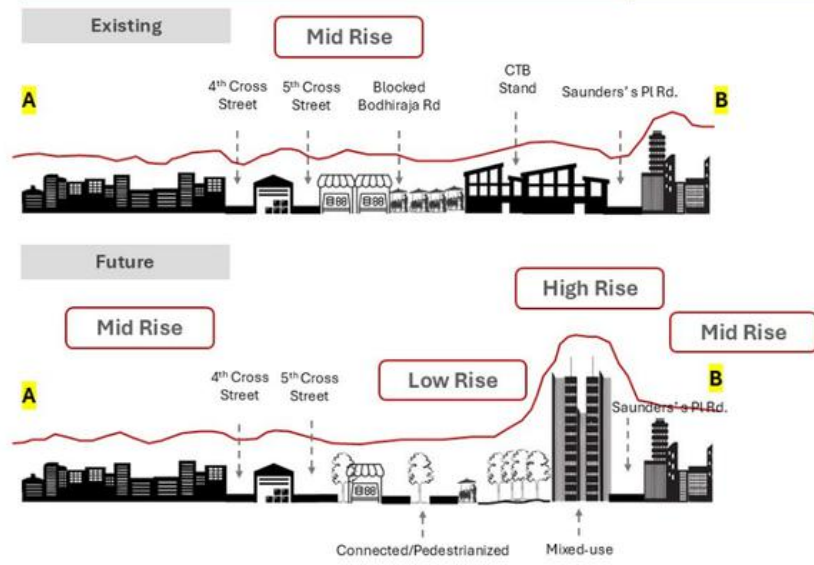 Existing
Mid Rise
A
4th Cross
Street
5th Cross
Street
Blocked
Bodhiraja Rd
CTB
Stand
Saunders' s Pl Rd.
B
Future
Mid Rise
High Rise
Mid Rise
A
4th Cross
Street
5th Cross
Street
Low Rise
B
Saunders' s Pl Rd.
Connected/Pedestrianized
Mixed-use